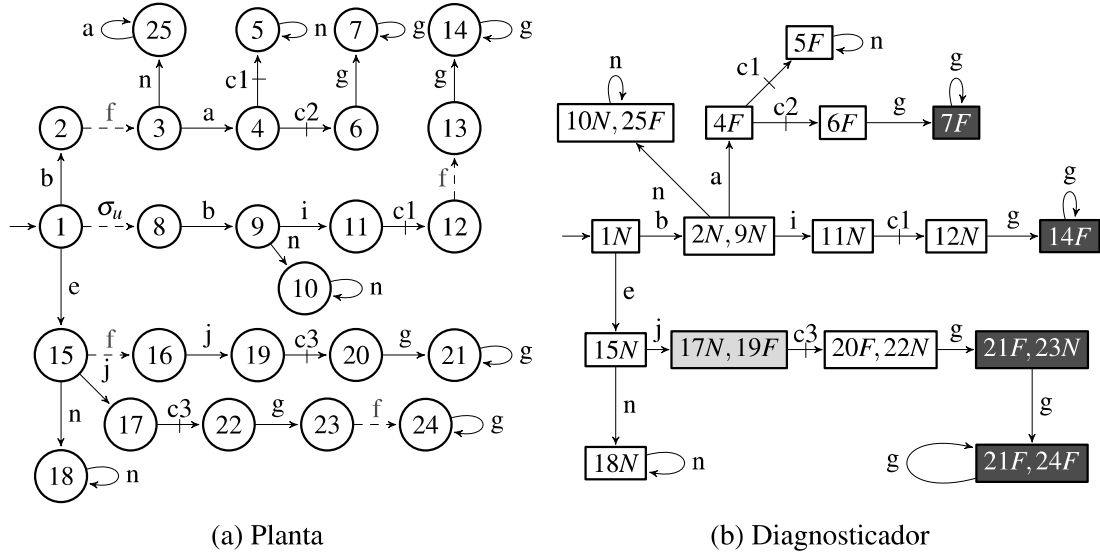 a 25 5 n 7 g 14 g
n c1 g g
2 f 3 a 4 c2 6 13
b f
1 σu 8 b 9 i 11 c1 12
n
10 n
e
15 f 16 j 19 c3 20 g 21 g
j
n 17 c3 22 g 23 f 24 g
18 n
(a) Planta
5F n
n c1 g
10N, 25F 4F c2 6F g 7F
n a g
1N b 2N, 9N i 11N c1 12N g 14F
e
15N j 17N, 19F c3 20F, 22N g 21F, 23N
n g
18N n g 21F, 24F
(b) Diagnosticador